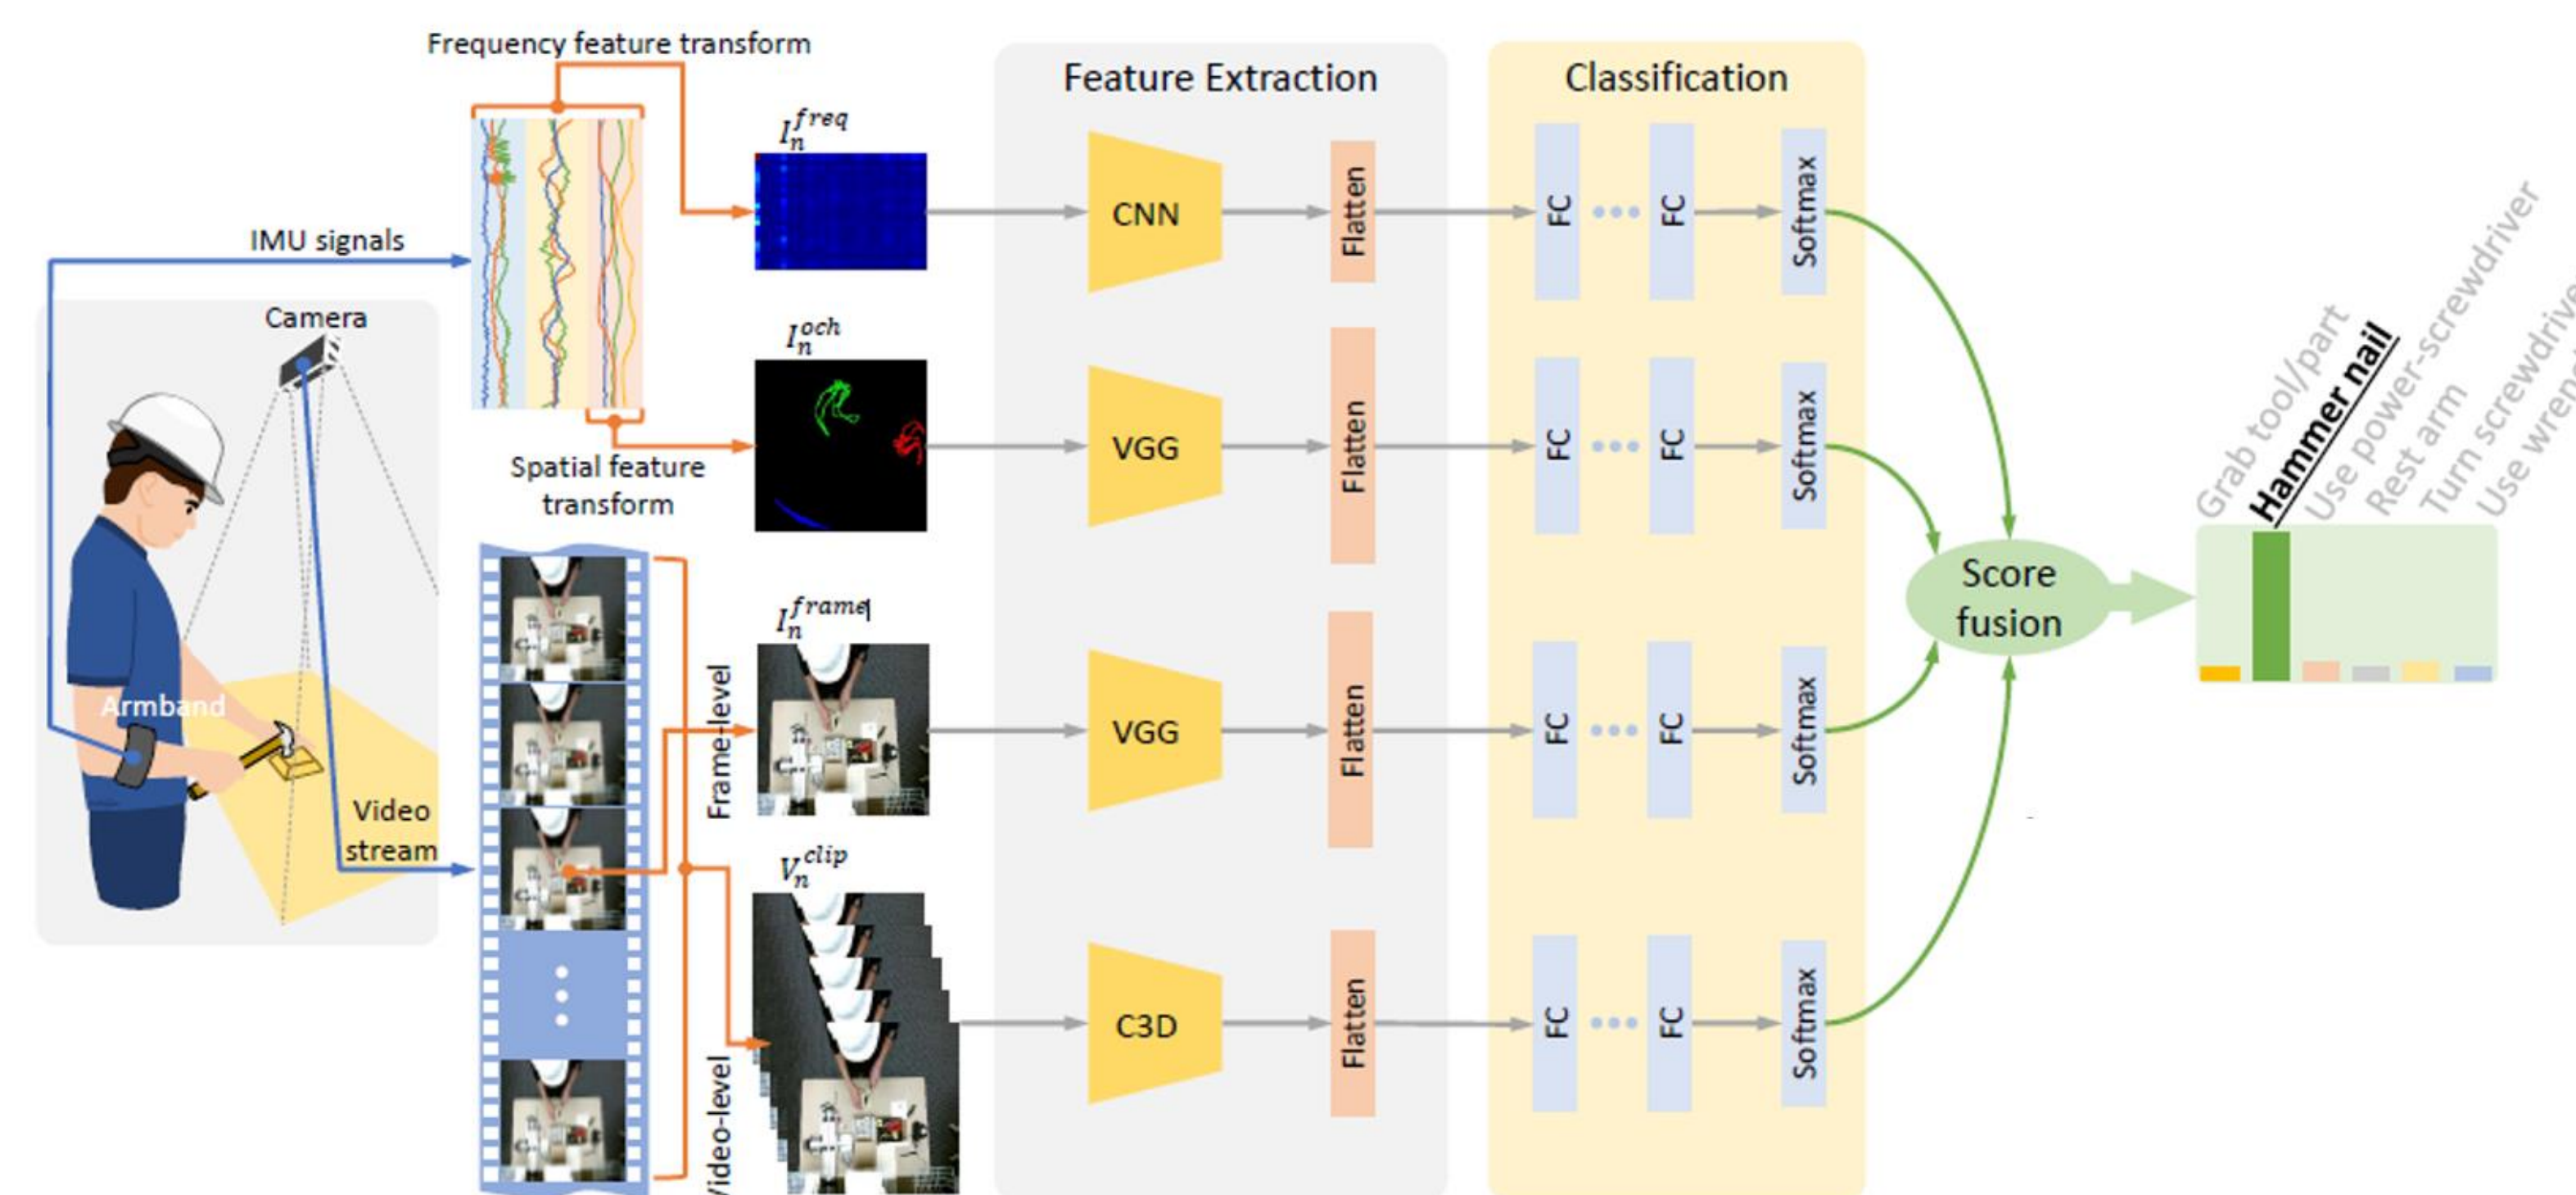 Frequency feature transform
IMU signals
Camera
Armband
Video
stream
Spatial feature
transform
I_n^{freq}
I_n^{och}
I_n^{frame}
V_n^{clip}
Frame-level
Video-level
Feature Extraction
CNN
Flatten
VGG
Flatten
VGG
Flatten
C3D
Flatten
Classification
FC
FC
Softmax
FC
FC
Softmax
FC
FC
Softmax
FC
FC
Softmax
Score
fusion
Grab tool/part
Hammer nail
Use power-screwdriver
Rest arm
Turn screwdrive
Use wren